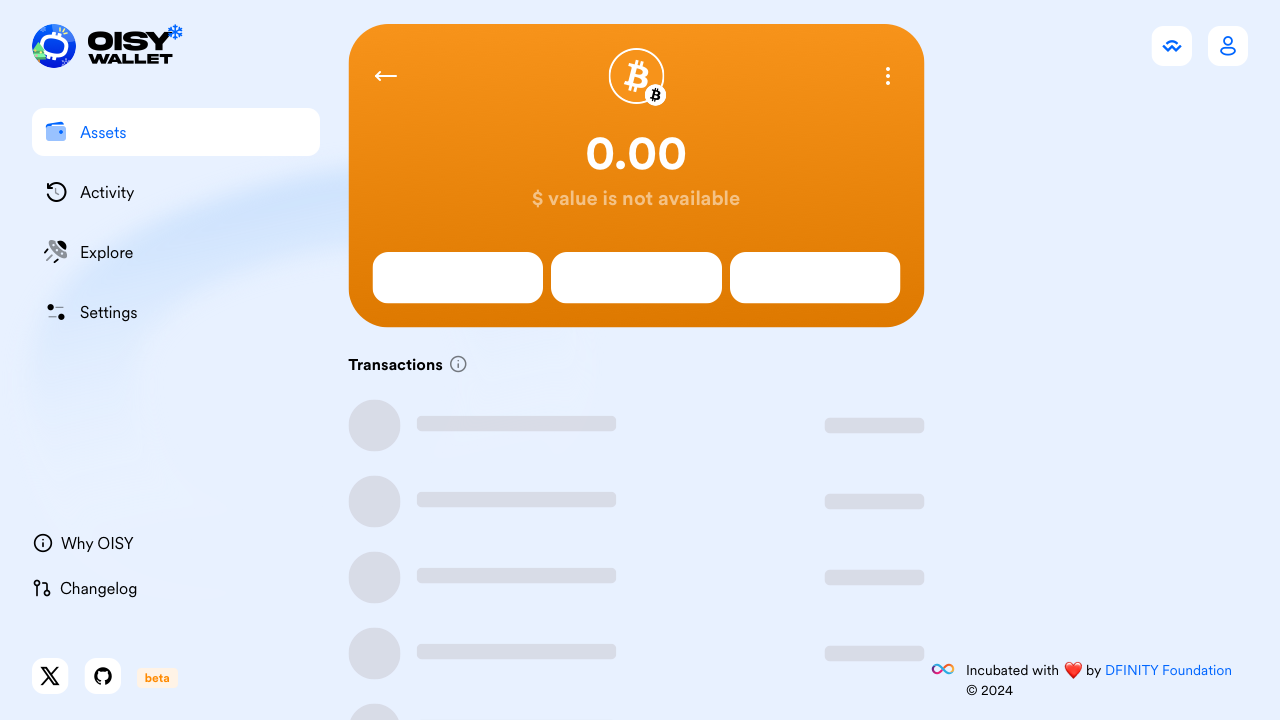 OISY
WALLET
Assets
Activity
Explore
Settings
0.00
$ value is not available
Transactions
Why OISY
Changelog
beta
Incubated with ❤️ by DFINITY Foundation
© 2024